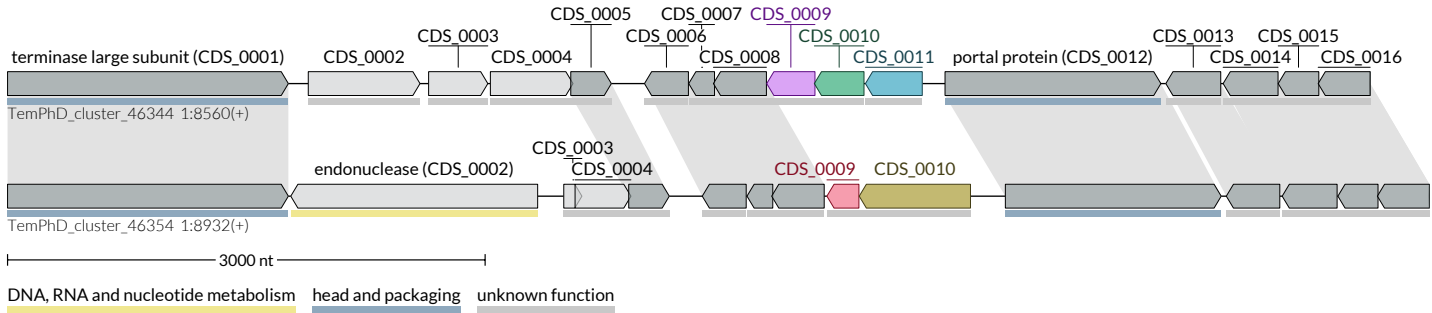 CDS_0005 CDS_0007 CDS_0009
CDS_0003 CDS_0006 CDS_0010 CDS_0013 CDS_0015
terminase large subunit (CDS_0001) CDS_0002 CDS_0004 CDS_0008 CDS_0011 portal protein (CDS_0012) CDS_0014 CDS_0016
TemPhD_cluster_46344 1:8560(+)
CDS_0003
endonuclease (CDS_0002) CDS_0004 CDS_0009 CDS_0010
TemPhD_cluster_46354 1:8932(+)
3000 nt
DNA, RNA and nucleotide metabolism head and packaging unknown function